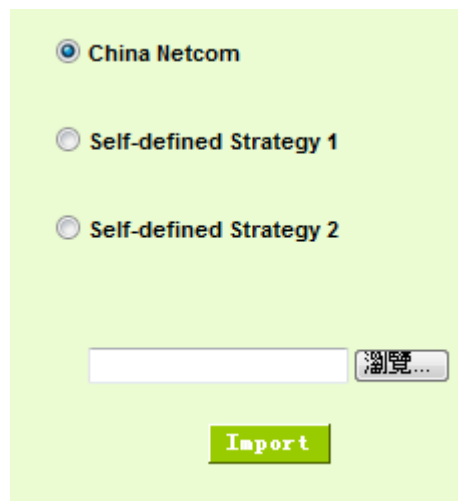 China Netcom
Self-defined Strategy 1
Self-defined Strategy 2
瀏覽...
Import